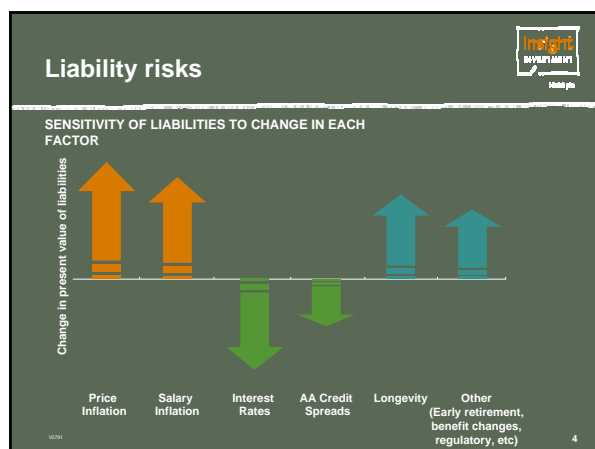 Insight
INVESTMENT
Liability risks
SENSITIVITY OF LIABILITIES TO CHANGE IN EACH
FACTOR
Change in present value of liabilities
Price
Inflation
Salary
Inflation
Interest
Rates
AA Credit
Spreads
Longevity
Other
(Early retirement,
benefit changes,
regulatory, etc)
4